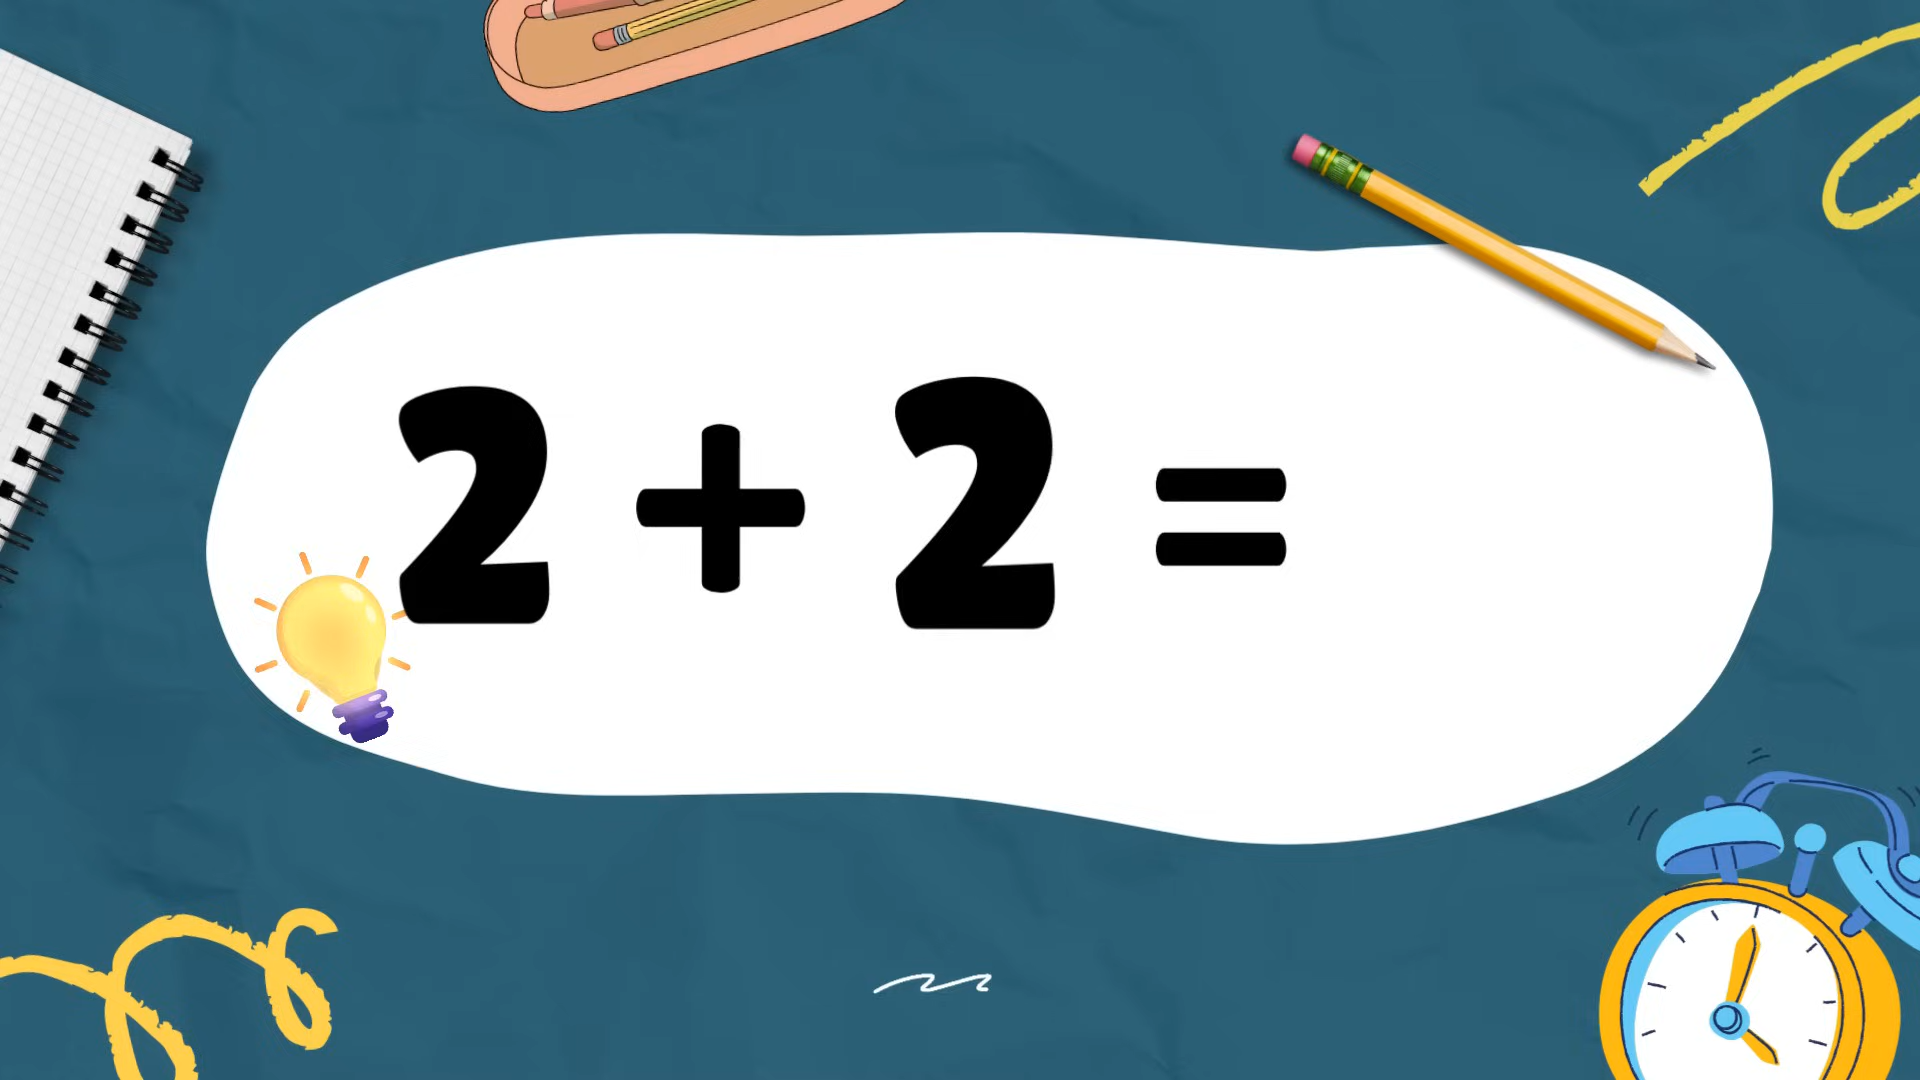 2 + 2 =